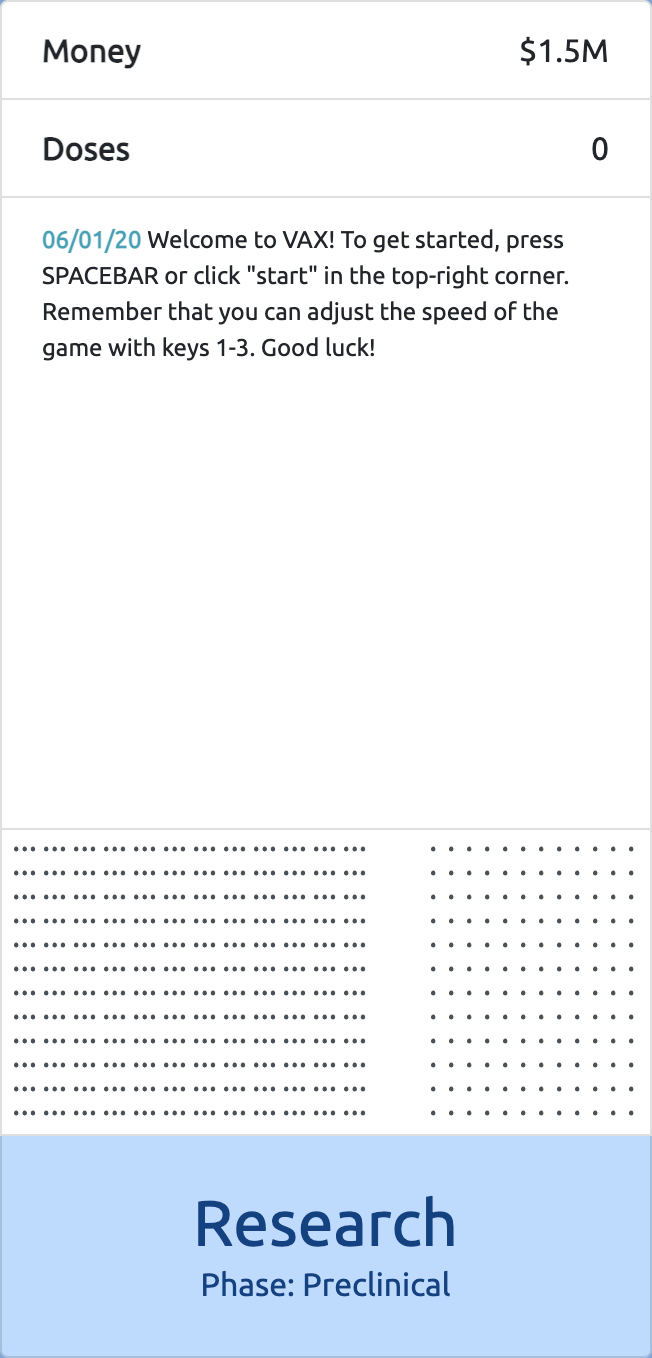 Money $1.5M
Doses 0
06/01/20 Welcome to VAX! To get started, press
SPACEBAR or click "start" in the top-right corner.
Remember that you can adjust the speed of the
game with keys 1-3. Good luck!
••• ••• ••• ••• ••• ••• ••• ••• ••• ••• ••• ••• • • • • • • • • • • • •
••• ••• ••• ••• ••• ••• ••• ••• ••• ••• ••• ••• • • • • • • • • • • • •
••• ••• ••• ••• ••• ••• ••• ••• ••• ••• ••• ••• • • • • • • • • • • • •
••• ••• ••• ••• ••• ••• ••• ••• ••• ••• ••• ••• • • • • • • • • • • • •
••• ••• ••• ••• ••• ••• ••• ••• ••• ••• ••• ••• • • • • • • • • • • • •
••• ••• ••• ••• ••• ••• ••• ••• ••• ••• ••• ••• • • • • • • • • • • • •
••• ••• ••• ••• ••• ••• ••• ••• ••• ••• ••• ••• • • • • • • • • • • • •
••• ••• ••• ••• ••• ••• ••• ••• ••• ••• ••• ••• • • • • • • • • • • • •
••• ••• ••• ••• ••• ••• ••• ••• ••• ••• ••• ••• • • • • • • • • • • • •
••• ••• ••• ••• ••• ••• ••• ••• ••• ••• ••• ••• • • • • • • • • • • • •
••• ••• ••• ••• ••• ••• ••• ••• ••• ••• ••• ••• • • • • • • • • • • • •
••• ••• ••• ••• ••• ••• ••• ••• ••• ••• ••• ••• • • • • • • • • • • • •
Research
Phase: Preclinical